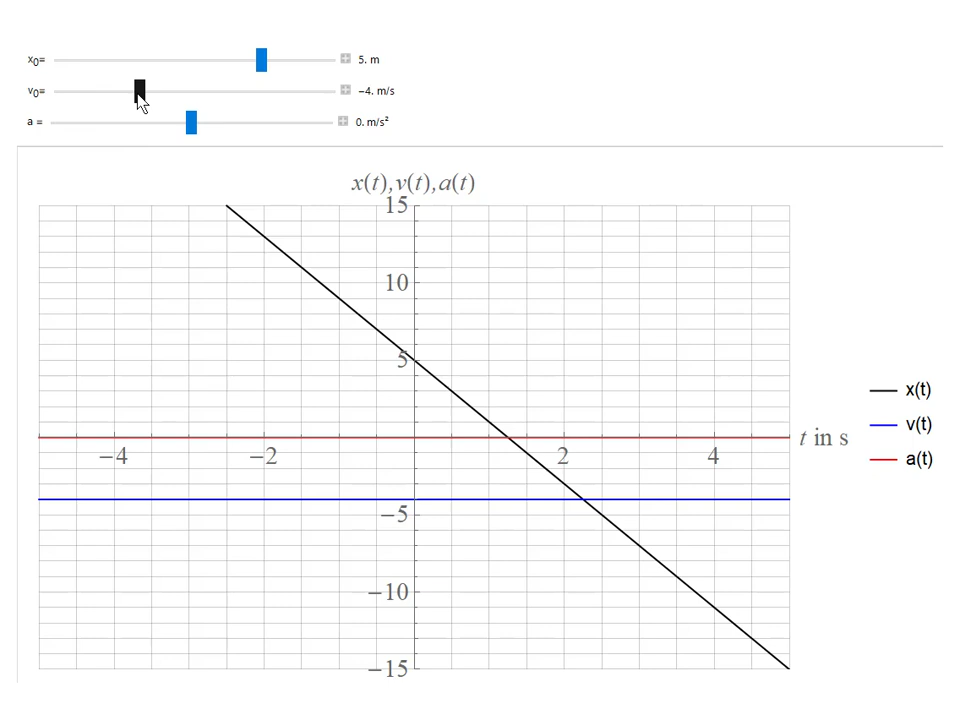 x₀= 5. m
v₀= −4. m/s
a = 0. m/s²
x(t),v(t),a(t)
15
10
5
−4 −2 2 4 t in s
−5
−10
−15
x(t)
v(t)
a(t)